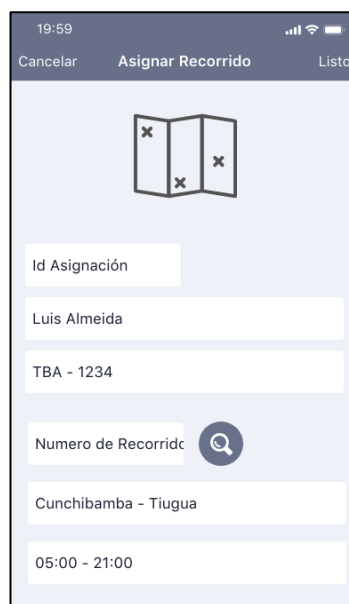 19:59
Cancelar Asignar Recorrido Listo
Id Asignación
Luis Almeida
TBA - 1234
Numero de Recorrido
Cunchibamba - Tiugua
05:00 - 21:00